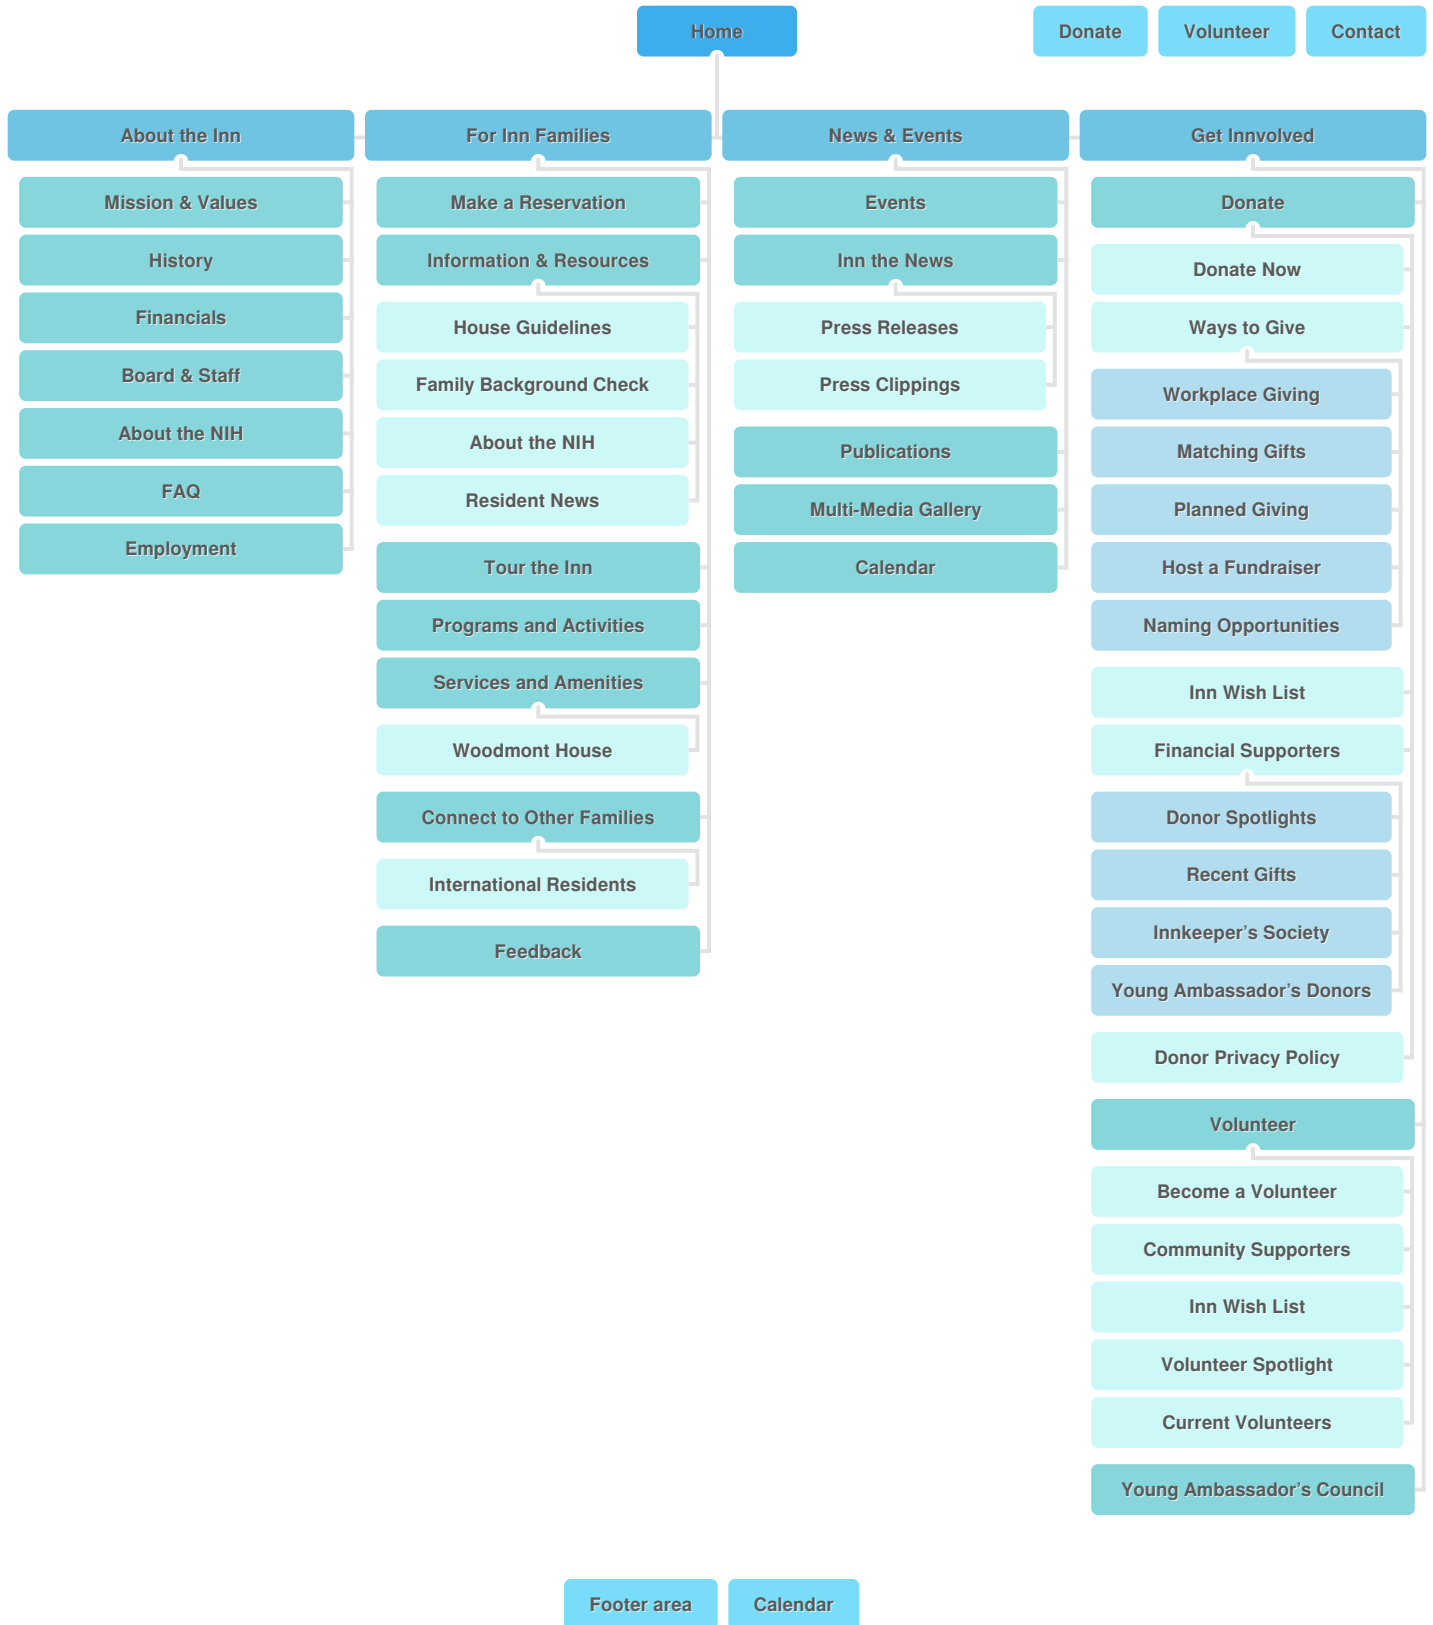 Home
Donate
Volunteer
Contact
About the Inn
Mission & Values
History
Financials
Board & Staff
About the NIH
FAQ
Employment
For Inn Families
Make a Reservation
Information & Resources
House Guidelines
Family Background Check
About the NIH
Resident News
Tour the Inn
Programs and Activities
Services and Amenities
Woodmont House
Connect to Other Families
International Residents
Feedback
News & Events
Events
Inn the News
Press Releases
Press Clippings
Publications
Multi-Media Gallery
Calendar
Get Innvolved
Donate
Donate Now
Ways to Give
Workplace Giving
Matching Gifts
Planned Giving
Host a Fundraiser
Naming Opportunities
Inn Wish List
Financial Supporters
Donor Spotlights
Recent Gifts
Innkeeper’s Society
Young Ambassador’s Donors
Donor Privacy Policy
Volunteer
Become a Volunteer
Community Supporters
Inn Wish List
Volunteer Spotlight
Current Volunteers
Young Ambassador’s Council
Footer area
Calendar